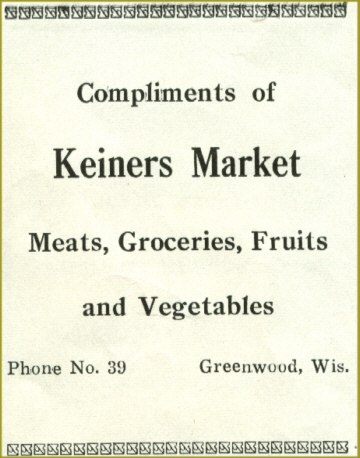 Compliments of
Keiners Market
Meats, Groceries, Fruits
and Vegetables
Phone No. 39 Greenwood, Wis.